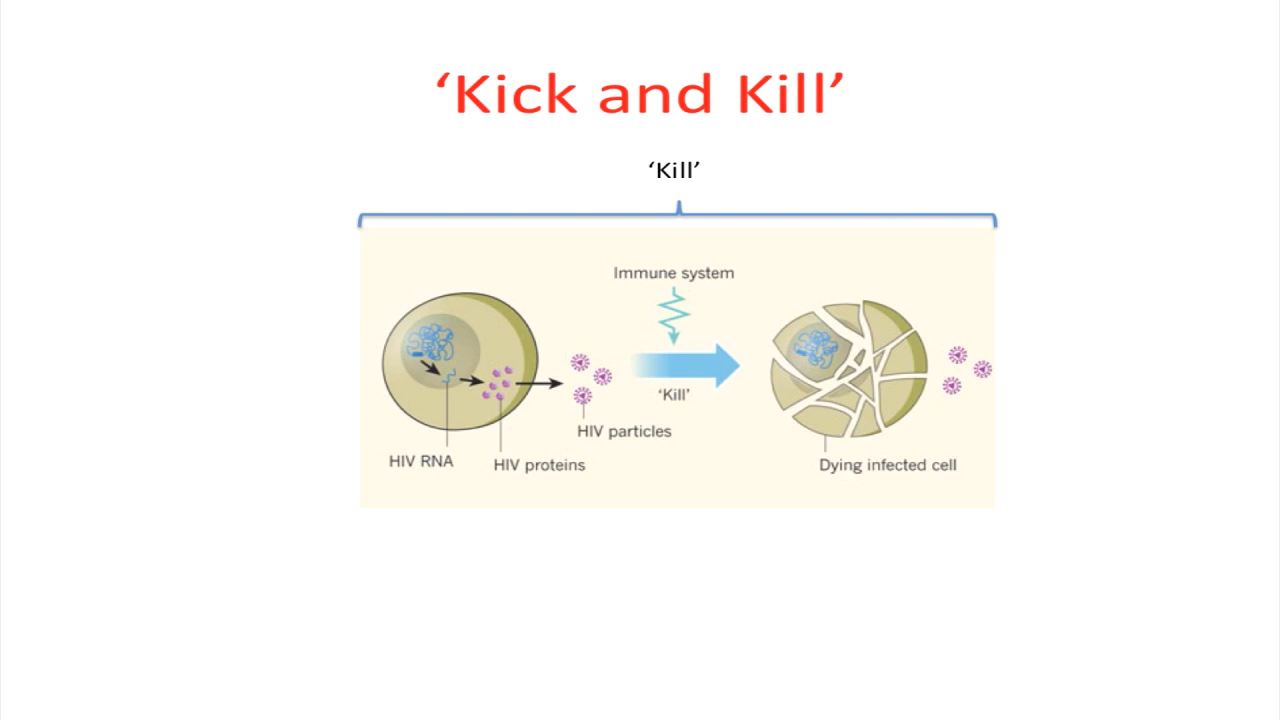 ‘Kick and Kill’
‘Kill’
Immune system
‘Kill’
HIV particles
HIV RNA
HIV proteins
Dying infected cell